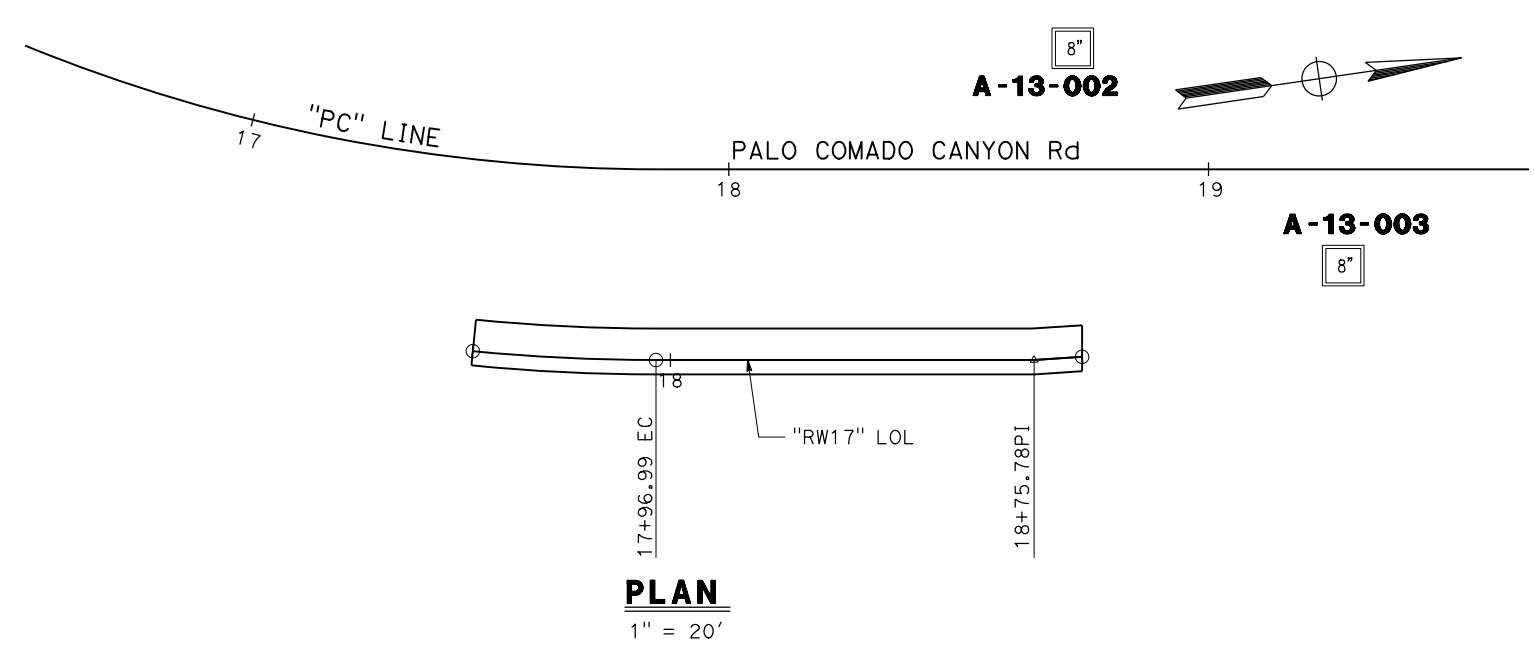 8"
A-13-002
"PC" LINE
17
PALO COMADO CANYON Rd
18
19
A-13-003
8"
18
"RW17" LOL
17+96.99 EC
18+75.78PI
PLAN
1" = 20'